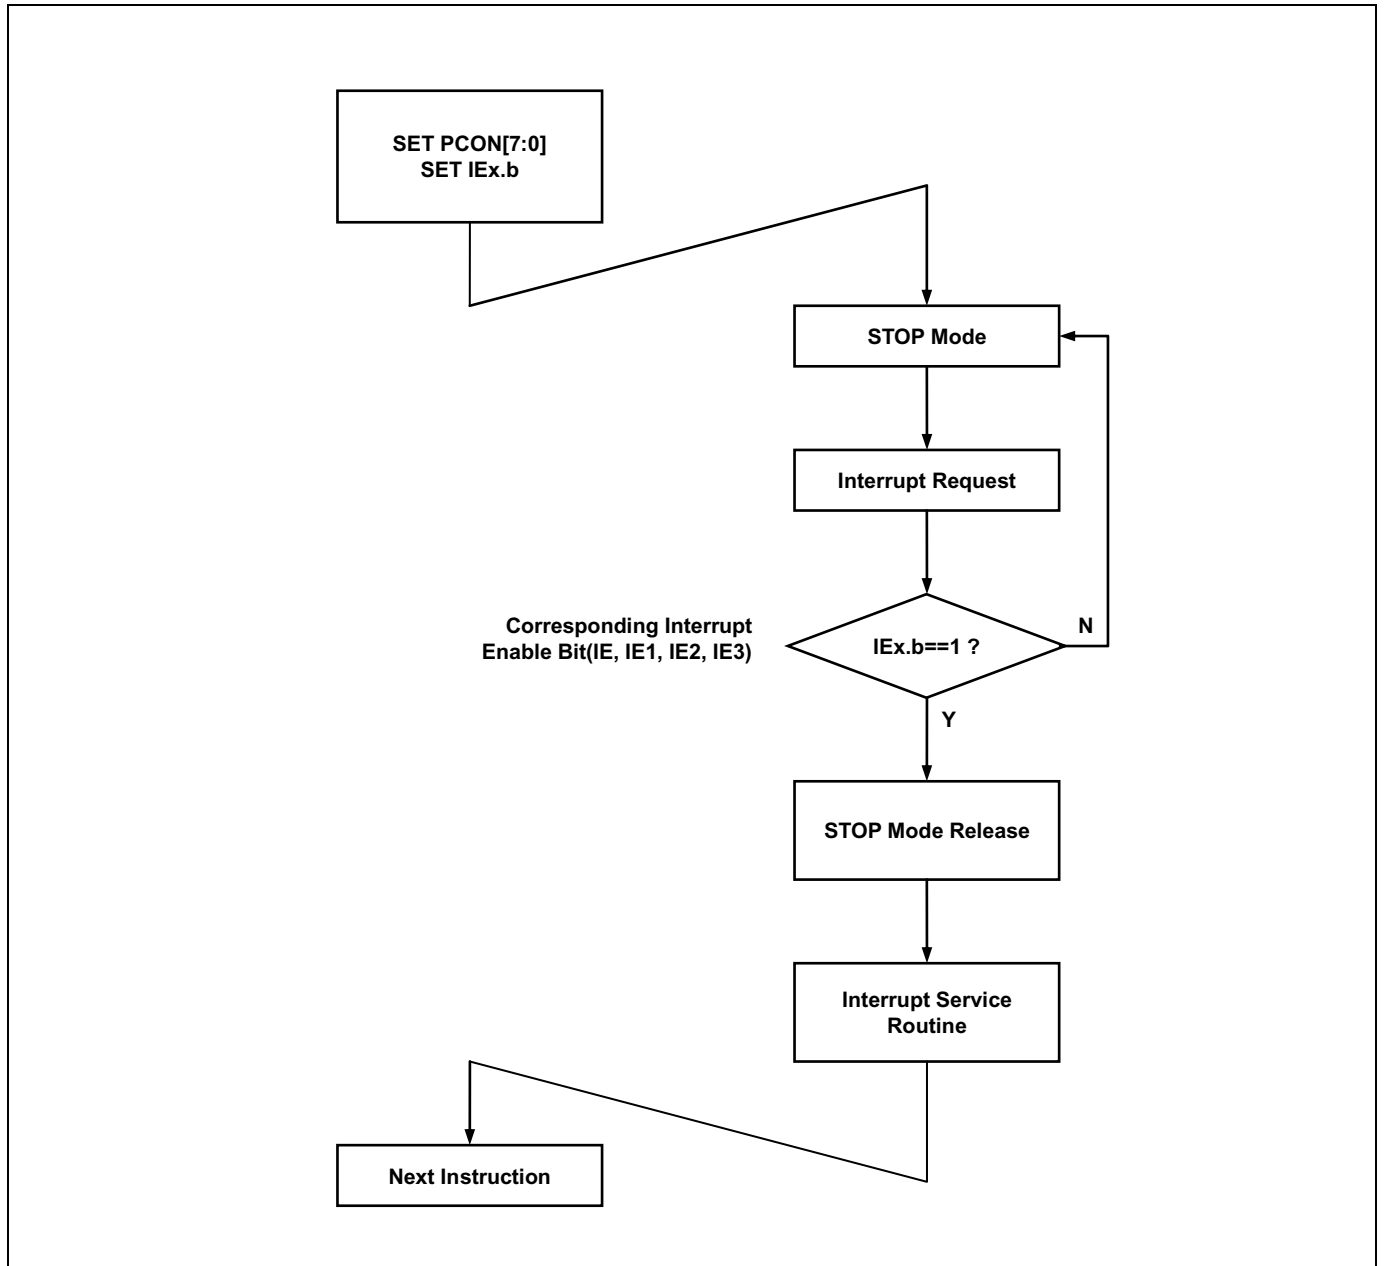 SET PCON[7:0]
SET IEx.b
STOP Mode
Interrupt Request
Corresponding Interrupt
Enable Bit(IE, IE1, IE2, IE3)
IEx.b==1 ?
N
Y
STOP Mode Release
Interrupt Service
Routine
Next Instruction